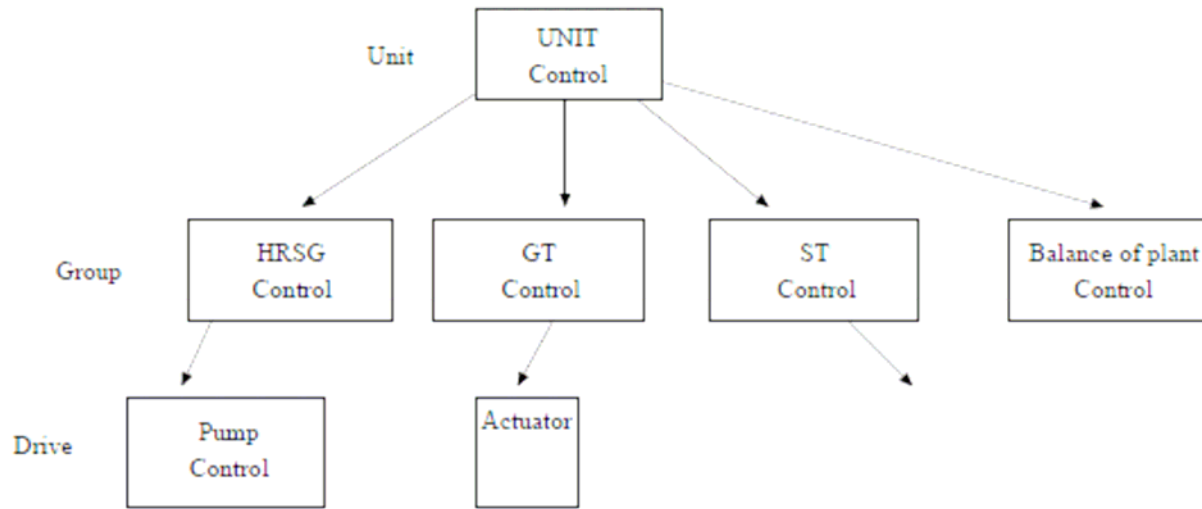 Unit
UNIT
Control
Group
HRSG
Control
GT
Control
ST
Control
Balance of plant
Control
Drive
Pump
Control
Actuator